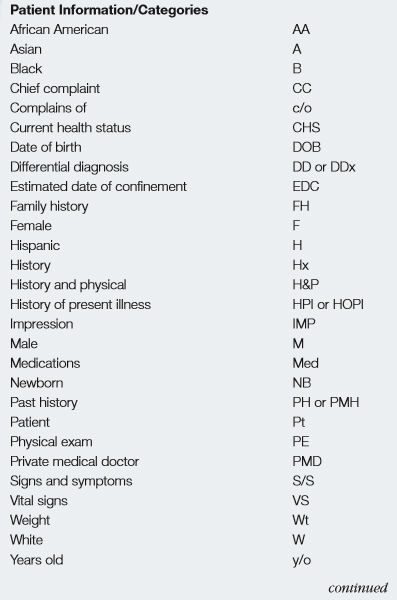 Patient Information/Categories
African American AA
Asian A
Black B
Chief complaint CC
Complains of c/o
Current health status CHS
Date of birth DOB
Differential diagnosis DD or DDx
Estimated date of confinement EDC
Family history FH
Female F
Hispanic H
History Hx
History and physical H&P
History of present illness HPI or HOPI
Impression IMP
Male M
Medications Med
Newborn NB
Past history PH or PMH
Patient Pt
Physical exam PE
Private medical doctor PMD
Signs and symptoms S/S
Vital signs VS
Weight Wt
White W
Years old y/o
continued